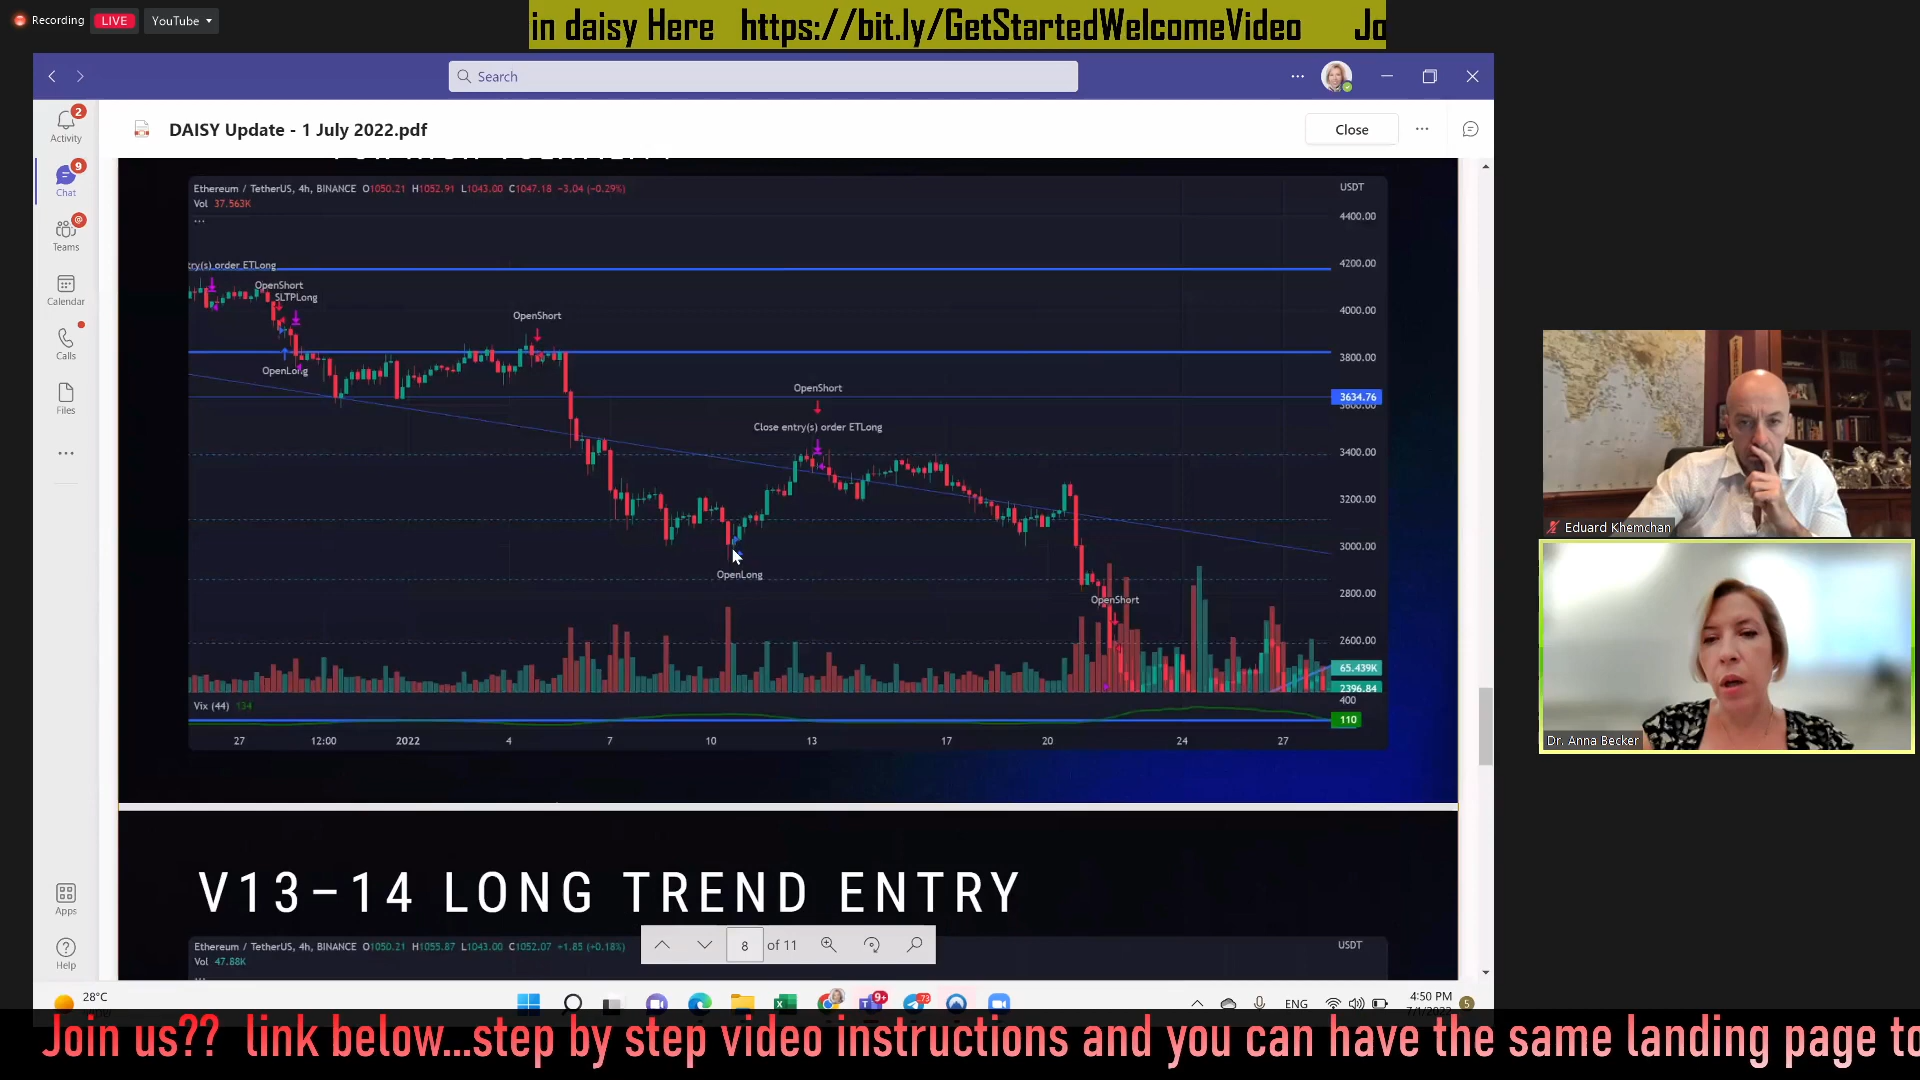 Recording LIVE YouTube
in daisy Here https://bit.ly/GetStartedWelcomeVideo Jo
Search
DAISY Update - 1 July 2022.pdf
Close
2
Activity
9
Chat
@
Teams
Calendar
Calls
Files
Apps
Help
Ethereum / TetherUS, 4h, BINANCE O1050.21 H1052.91 L1043.00 C1047.18 −3.04 (−0.29%)
Vol 37.563K
USDT
4400.00
4200.00
4000.00
3800.00
3634.76
3600.00
3400.00
3200.00
3000.00
2800.00
2600.00
65.439K
2396.84
400
110
try(s) order ETLong
OpenShort
SLTPLong
OpenLong
OpenShort
OpenShort
Close entry(s) order ETLong
OpenLong
OpenShort
Vix (44) 134
27 12:00 2022 4 7 10 13 17 20 24 27
V13-14 LONG TREND ENTRY
Ethereum / TetherUS, 4h, BINANCE O1050.21 H1055.87 L1043.00 C1052.07 +1.85 (+0.18%)
Vol 47.88K
USDT
8 of 11
Eduard Khemchan
Dr. Anna Becker
28°C
9+
73
ENG
4:50 PM
5
Join us?? link below...step by step video instructions and you can have the same landing page to